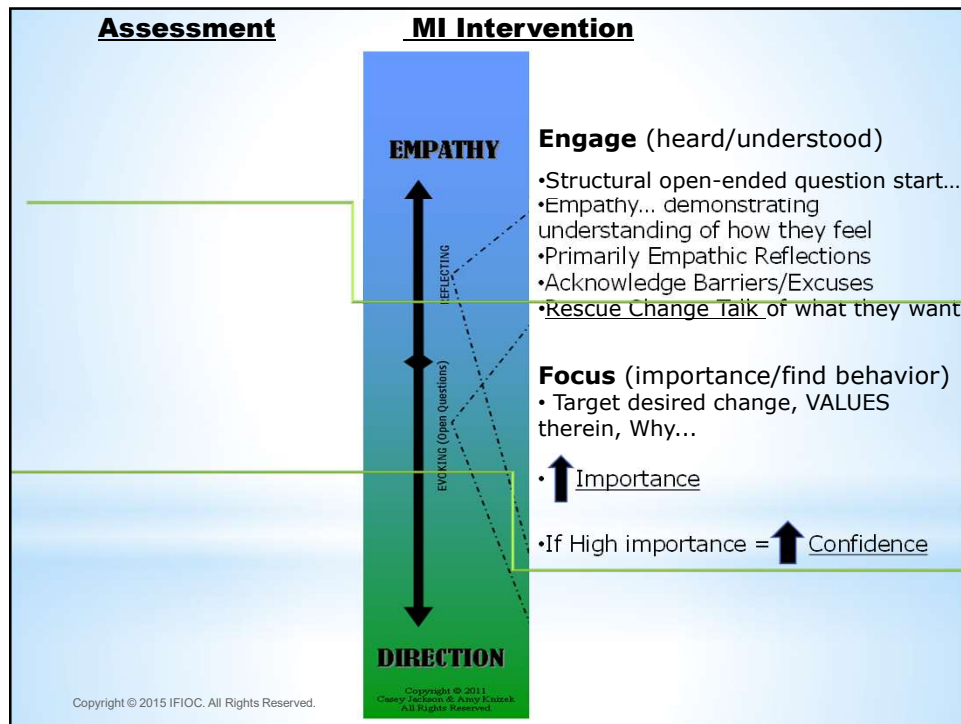 Assessment
MI Intervention
EMPATHY
REFLECTING
EVOKING (Open Questions)
DIRECTION
Copyright © 2011
Casey Jackson & Amy Knizek
All Rights Reserved
Engage (heard/understood)
•Structural open-ended question start…
•Empathy… demonstrating
understanding of how they feel
•Primarily Empathic Reflections
•Acknowledge Barriers/Excuses
•Rescue Change Talk of what they want
Focus (importance/find behavior)
• Target desired change, VALUES
therein, Why...
• Importance
•If High importance = Confidence
Copyright © 2015 IFIOC. All Rights Reserved.